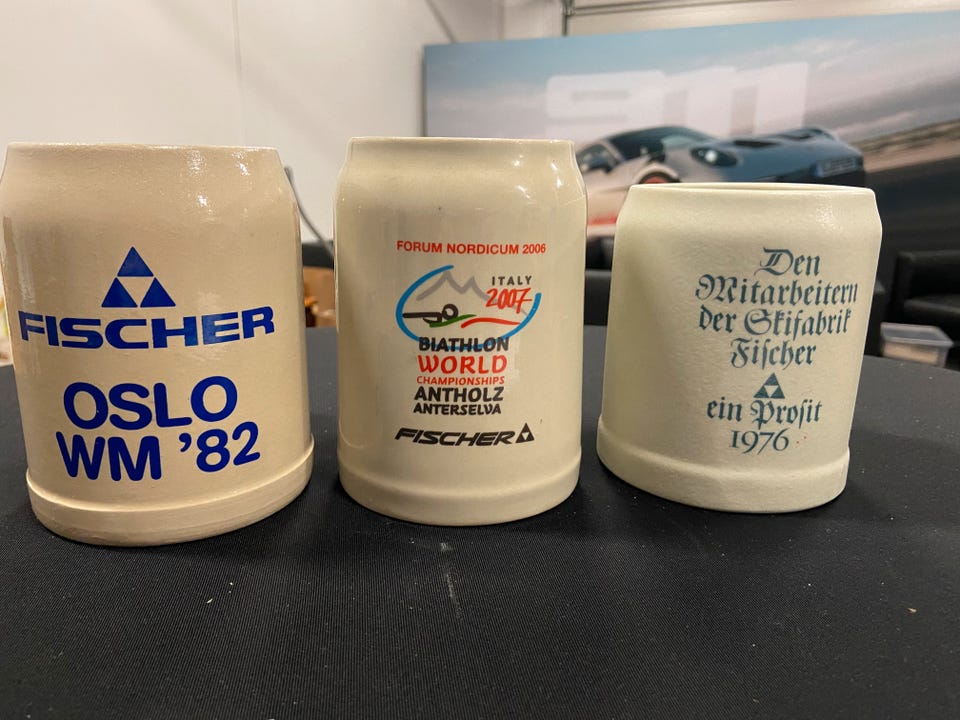 FISCHER
OSLO
WM '82
FORUM NORDICUM 2006
ITALY
2007
BIATHLON
WORLD
CHAMPIONSHIPS
ANTHOLZ
ANTERSELVA
FISCHER
Den
Mitarbeitern
der Skifabrik
Fischer
ein Prosit
1976
911